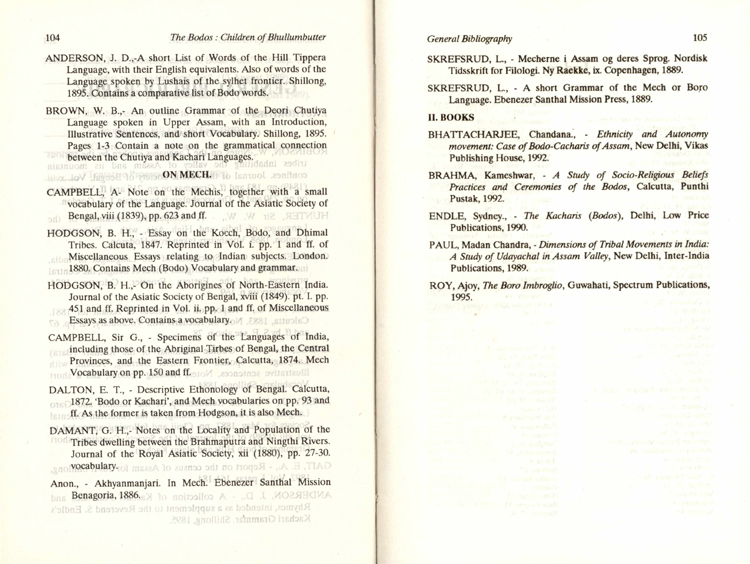 104 The Bodos : Children of Bhullumbutter
ANDERSON, J. D.,-A short List of Words of the Hill Tippera
Language, with their English equivalents. Also of words of the
Language spoken by Lushais of the sylhet frontier. Shillong,
1895. Contains a comparative list of Bodo words.
BROWN, W. B.,- An outline Grammar of the Deori Chutiya
Language spoken in Upper Assam, with an Introduction,
Illustrative Sentences, and short Vocabulary. Shillong, 1895.
Pages 1-3 Contain a note on the grammatical connection
between the Chutiya and Kachari Languages.
ON MECH.
CAMPBELL, A- Note on the Mechis, together with a small
vocabulary of the Language. Journal of the Asiatic Society of
Bengal, viii (1839), pp. 623 and ff.
HODGSON, B. H., - Essay on the Kocch, Bodo, and Dhimal
Tribes. Calcuta, 1847. Reprinted in Vol. i. pp. 1 and ff. of
Miscellaneous Essays relating to Indian subjects. London.
1880. Contains Mech (Bodo) Vocabulary and grammar.
HODGSON, B. H.,- On the Aborigines of North-Eastern India.
Journal of the Asiatic Society of Bengal, xviii (1849). pt. I. pp.
451 and ff. Reprinted in Vol. ii, pp. 1 and ff, of Miscellaneous
Essays as above. Contains a vocabulary.
CAMPBELL, Sir G., - Specimens of the Languages of India,
including those of the Abriginal Tirbes of Bengal, the Central
Provinces, and the Eastern Frontier, Calcutta, 1874. Mech
Vocabulary on pp. 150 and ff.
DALTON, E. T., - Descriptive Ethonology of Bengal. Calcutta,
1872. 'Bodo or Kachari', and Mech vocabularies on pp. 93 and
ff. As the former is taken from Hodgson, it is also Mech.
DAMANT, G. H.,- Notes on the Locality and Population of the
Tribes dwelling between the Brahmaputra and Ningthi Rivers.
Journal of the Royal Asiatic Society, xii (1880), pp. 27-30.
vocabulary.
Anon., - Akhyanmanjari. In Mech. Ebenezer Santhal Mission
Benagoria, 1886.
General Bibliography 105
SKREFSRUD, L., - Mecherne i Assam og deres Sprog. Nordisk
Tidsskrift for Filologi. Ny Raekke, ix. Copenhagen, 1889.
SKREFSRUD, L., - A short Grammar of the Mech or Boro
Language. Ebenezer Santhal Mission Press, 1889.
II. BOOKS
BHATTACHARJEE, Chandana., - Ethnicity and Autonomy
movement: Case of Bodo-Cacharis of Assam, New Delhi, Vikas
Publishing House, 1992.
BRAHMA, Kameshwar, - A Study of Socio-Religious Beliefs
Practices and Ceremonies of the Bodos, Calcutta, Punthi
Pustak, 1992.
ENDLE, Sydney., - The Kacharis (Bodos), Delhi, Low Price
Publications, 1990.
PAUL, Madan Chandra, - Dimensions of Tribal Movements in India:
A Study of Udayachal in Assam Valley, New Delhi, Inter-India
Publications, 1989.
ROY, Ajoy, The Boro Imbroglio, Guwahati, Spectrum Publications,
1995.